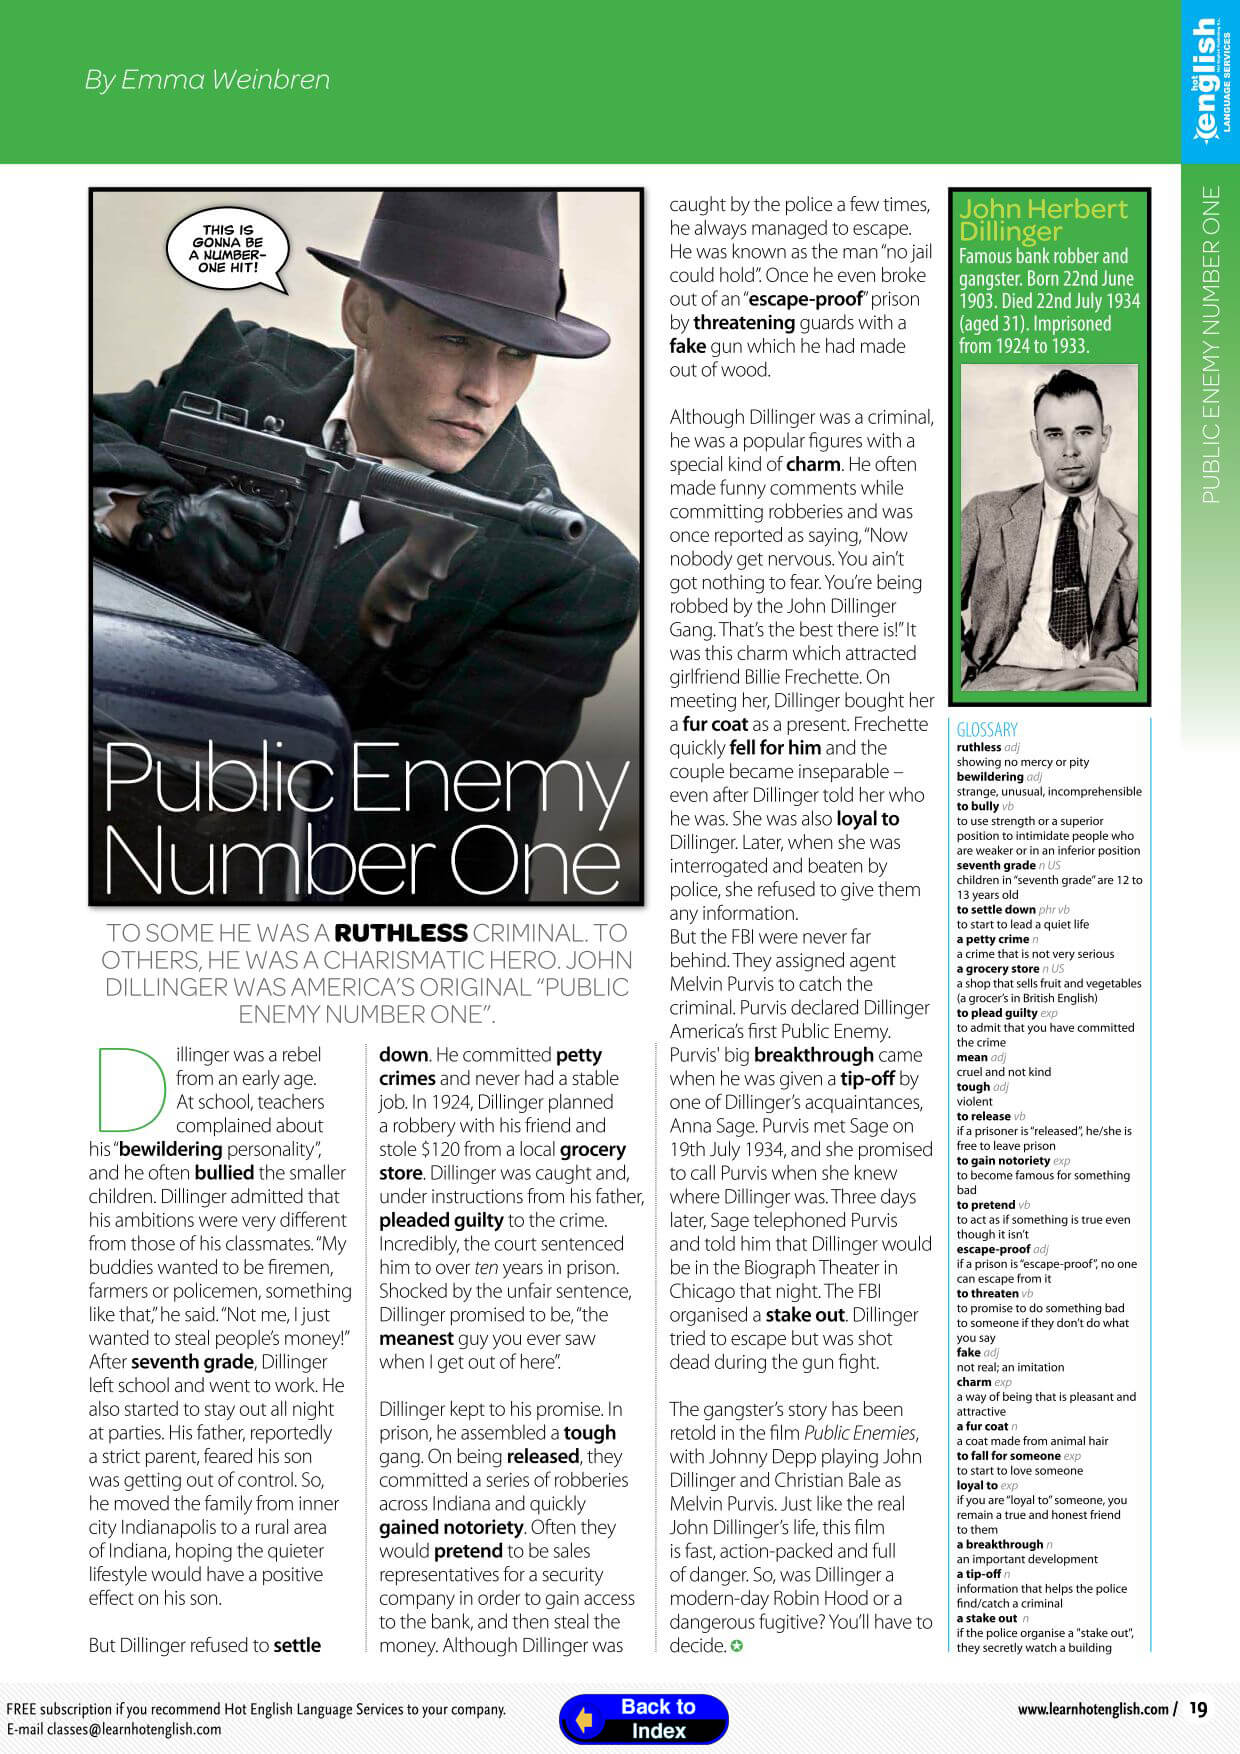 By Emma Weinbren
hot
english
LANGUAGE SERVICES
PUBLIC ENEMY NUMBER ONE
THIS IS
GONNA BE
A NUMBER-
ONE HIT!
Public Enemy
Number One
TO SOME HE WAS A RUTHLESS CRIMINAL. TO
OTHERS, HE WAS A CHARISMATIC HERO. JOHN
DILLINGER WAS AMERICA'S ORIGINAL “PUBLIC
ENEMY NUMBER ONE”.
Dillinger was a rebel
from an early age.
At school, teachers
complained about
his “bewildering personality”,
and he often bullied the smaller
children. Dillinger admitted that
his ambitions were very different
from those of his classmates. “My
buddies wanted to be firemen,
farmers or policemen, something
like that,” he said. “Not me, I just
wanted to steal people's money!”
After seventh grade, Dillinger
left school and went to work. He
also started to stay out all night
at parties. His father, reportedly
a strict parent, feared his son
was getting out of control. So,
he moved the family from inner
city Indianapolis to a rural area
of Indiana, hoping the quieter
lifestyle would have a positive
effect on his son.
But Dillinger refused to settle
down. He committed petty
crimes and never had a stable
job. In 1924, Dillinger planned
a robbery with his friend and
stole $120 from a local grocery
store. Dillinger was caught and,
under instructions from his father,
pleaded guilty to the crime.
Incredibly, the court sentenced
him to over ten years in prison.
Shocked by the unfair sentence,
Dillinger promised to be, “the
meanest guy you ever saw
when I get out of here”.
Dillinger kept to his promise. In
prison, he assembled a tough
gang. On being released, they
committed a series of robberies
across Indiana and quickly
gained notoriety. Often they
would pretend to be sales
representatives for a security
company in order to gain access
to the bank, and then steal the
money. Although Dillinger was
caught by the police a few times,
he always managed to escape.
He was known as the man “no jail
could hold”. Once he even broke
out of an “escape-proof” prison
by threatening guards with a
fake gun which he had made
out of wood.
Although Dillinger was a criminal,
he was a popular figures with a
special kind of charm. He often
made funny comments while
committing robberies and was
once reported as saying, “Now
nobody get nervous. You ain't
got nothing to fear. You're being
robbed by the John Dillinger
Gang. That's the best there is!” It
was this charm which attracted
girlfriend Billie Frechette. On
meeting her, Dillinger bought her
a fur coat as a present. Frechette
quickly fell for him and the
couple became inseparable –
even after Dillinger told her who
he was. She was also loyal to
Dillinger. Later, when she was
interrogated and beaten by
police, she refused to give them
any information.
But the FBI were never far
behind. They assigned agent
Melvin Purvis to catch the
criminal. Purvis declared Dillinger
America's first Public Enemy.
Purvis' big breakthrough came
when he was given a tip-off by
one of Dillinger's acquaintances,
Anna Sage. Purvis met Sage on
19th July 1934, and she promised
to call Purvis when she knew
where Dillinger was. Three days
later, Sage telephoned Purvis
and told him that Dillinger would
be in the Biograph Theater in
Chicago that night. The FBI
organised a stake out. Dillinger
tried to escape but was shot
dead during the gun fight.
The gangster's story has been
retold in the film Public Enemies,
with Johnny Depp playing John
Dillinger and Christian Bale as
Melvin Purvis. Just like the real
John Dillinger's life, this film
is fast, action-packed and full
of danger. So, was Dillinger a
modern-day Robin Hood or a
dangerous fugitive? You'll have to
decide.
John Herbert
Dillinger
Famous bank robber and
gangster. Born 22nd June
1903. Died 22nd July 1934
(aged 31). Imprisoned
from 1924 to 1933.
GLOSSARY
ruthless adj
showing no mercy or pity
bewildering adj
strange, unusual, incomprehensible
to bully vb
to use strength or a superior
position to intimidate people who
are weaker or in an inferior position
seventh grade n US
children in “seventh grade” are 12 to
13 years old
to settle down phr vb
to start to lead a quiet life
a petty crime n
a crime that is not very serious
a grocery store n US
a shop that sells fruit and vegetables
(a grocer's in British English)
to plead guilty exp
to admit that you have committed
the crime
mean adj
cruel and not kind
tough adj
violent
to release vb
if a prisoner is “released”, he/she is
free to leave prison
to gain notoriety exp
to become famous for something
bad
to pretend vb
to act as if something is true even
though it isn't
escape-proof adj
if a prison is “escape-proof”, no one
can escape from it
to threaten vb
to promise to do something bad
to someone if they don't do what
you say
fake adj
not real; an imitation
charm exp
a way of being that is pleasant and
attractive
a fur coat n
a coat made from animal hair
to fall for someone exp
to start to love someone
loyal to exp
if you are “loyal to” someone, you
remain a true and honest friend
to them
a breakthrough n
an important development
a tip-off n
information that helps the police
find/catch a criminal
a stake out n
if the police organise a "stake out",
they secretly watch a building
FREE subscription if you recommend Hot English Language Services to your company.
E-mail classes@learnhotenglish.com
Back to
Index
www.learnhotenglish.com / 19